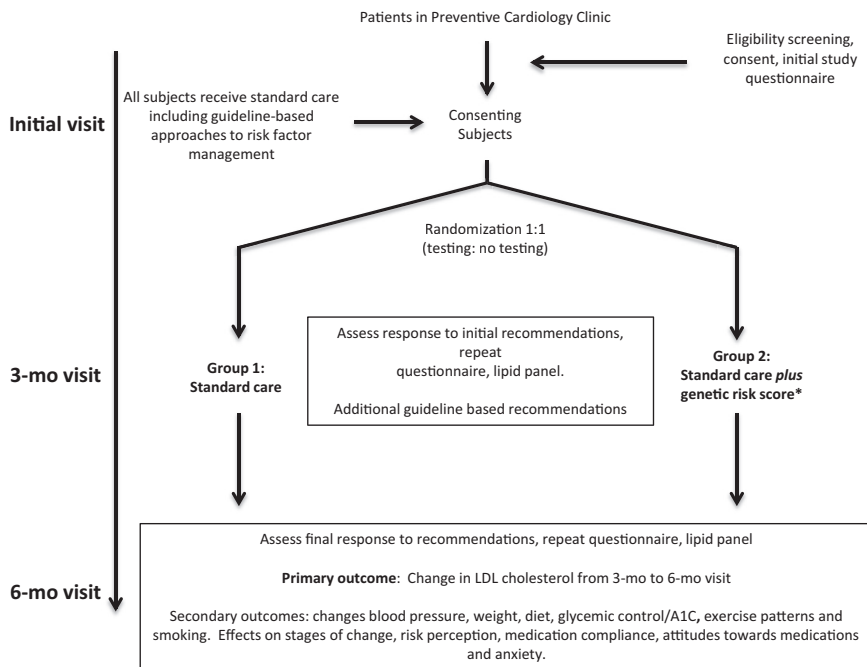 Patients in Preventive Cardiology Clinic
Eligibility screening,
consent, initial study
questionnaire
Initial visit
All subjects receive standard care
including guideline-based
approaches to risk factor
management
Consenting
Subjects
Randomization 1:1
(testing: no testing)
3-mo visit
Group 1:
Standard care
Assess response to initial recommendations,
repeat
questionnaire, lipid panel.
Additional guideline based recommendations
Group 2:
Standard care plus
genetic risk score*
6-mo visit
Assess final response to recommendations, repeat questionnaire, lipid panel
Primary outcome: Change in LDL cholesterol from 3-mo to 6-mo visit
Secondary outcomes: changes blood pressure, weight, diet, glycemic control/A1C, exercise patterns and
smoking. Effects on stages of change, risk perception, medication compliance, attitudes towards medications
and anxiety.